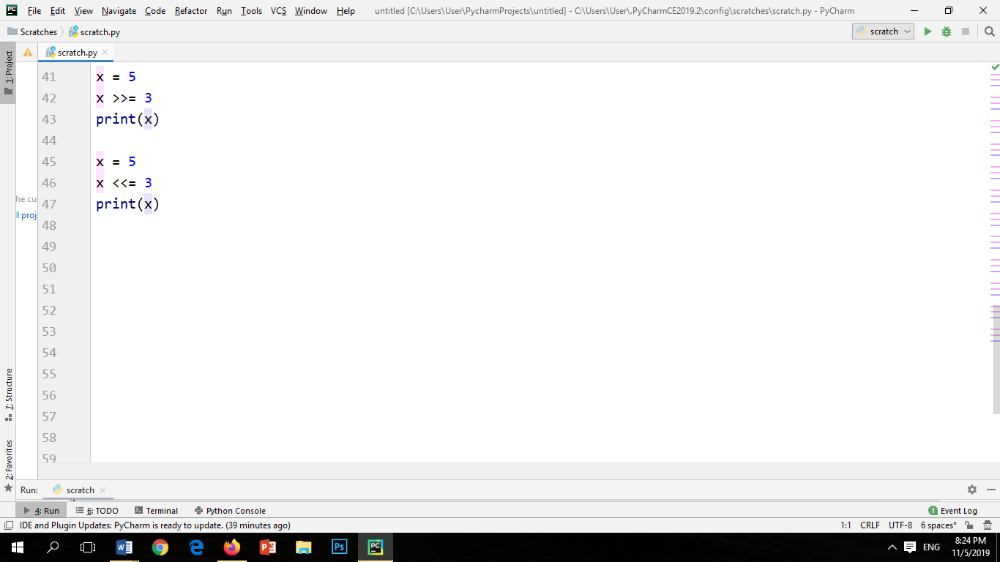 PC File Edit View Navigate Code Refactor Run Tools VCS Window Help untitled [C:\Users\User\PycharmProjects\untitled] - C:\Users\User\.PyCharmCE2019.2\config\scratches\scratch.py - PyCharm
Scratches scratch.py scratch
1: Project
scratch.py
41 x = 5
42 x >>= 3
43 print(x)
44
45 x = 5
46 x <<= 3
he cu
47 print(x)
ll proj
48
49
50
51
52
53
54
55
56
57
58
59
7: Structure
2: Favorites
Run: scratch
4: Run 6: TODO Terminal Python Console 1 Event Log
IDE and Plugin Updates: PyCharm is ready to update. (39 minutes ago) 1:1 CRLF UTF-8 6 spaces*
W P Ps PC ENG 8:24 PM
11/5/2019